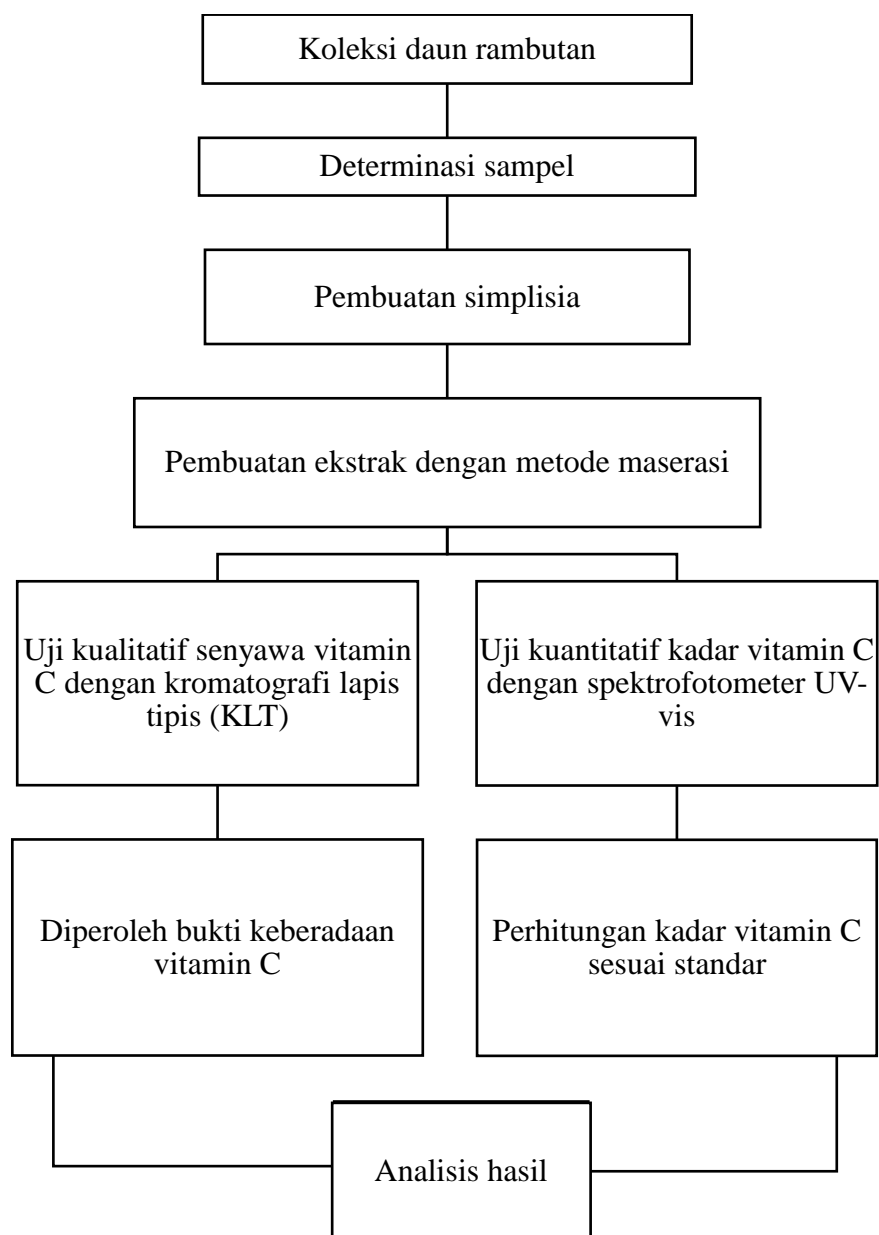 Koleksi daun rambutan
Determinasi sampel
Pembuatan simplisia
Pembuatan ekstrak dengan metode maserasi
Uji kualitatif senyawa vitamin
C dengan kromatografi lapis
tipis (KLT)
Uji kuantitatif kadar vitamin C
dengan spektrofotometer UV-
vis
Diperoleh bukti keberadaan
vitamin C
Perhitungan kadar vitamin C
sesuai standar
Analisis hasil